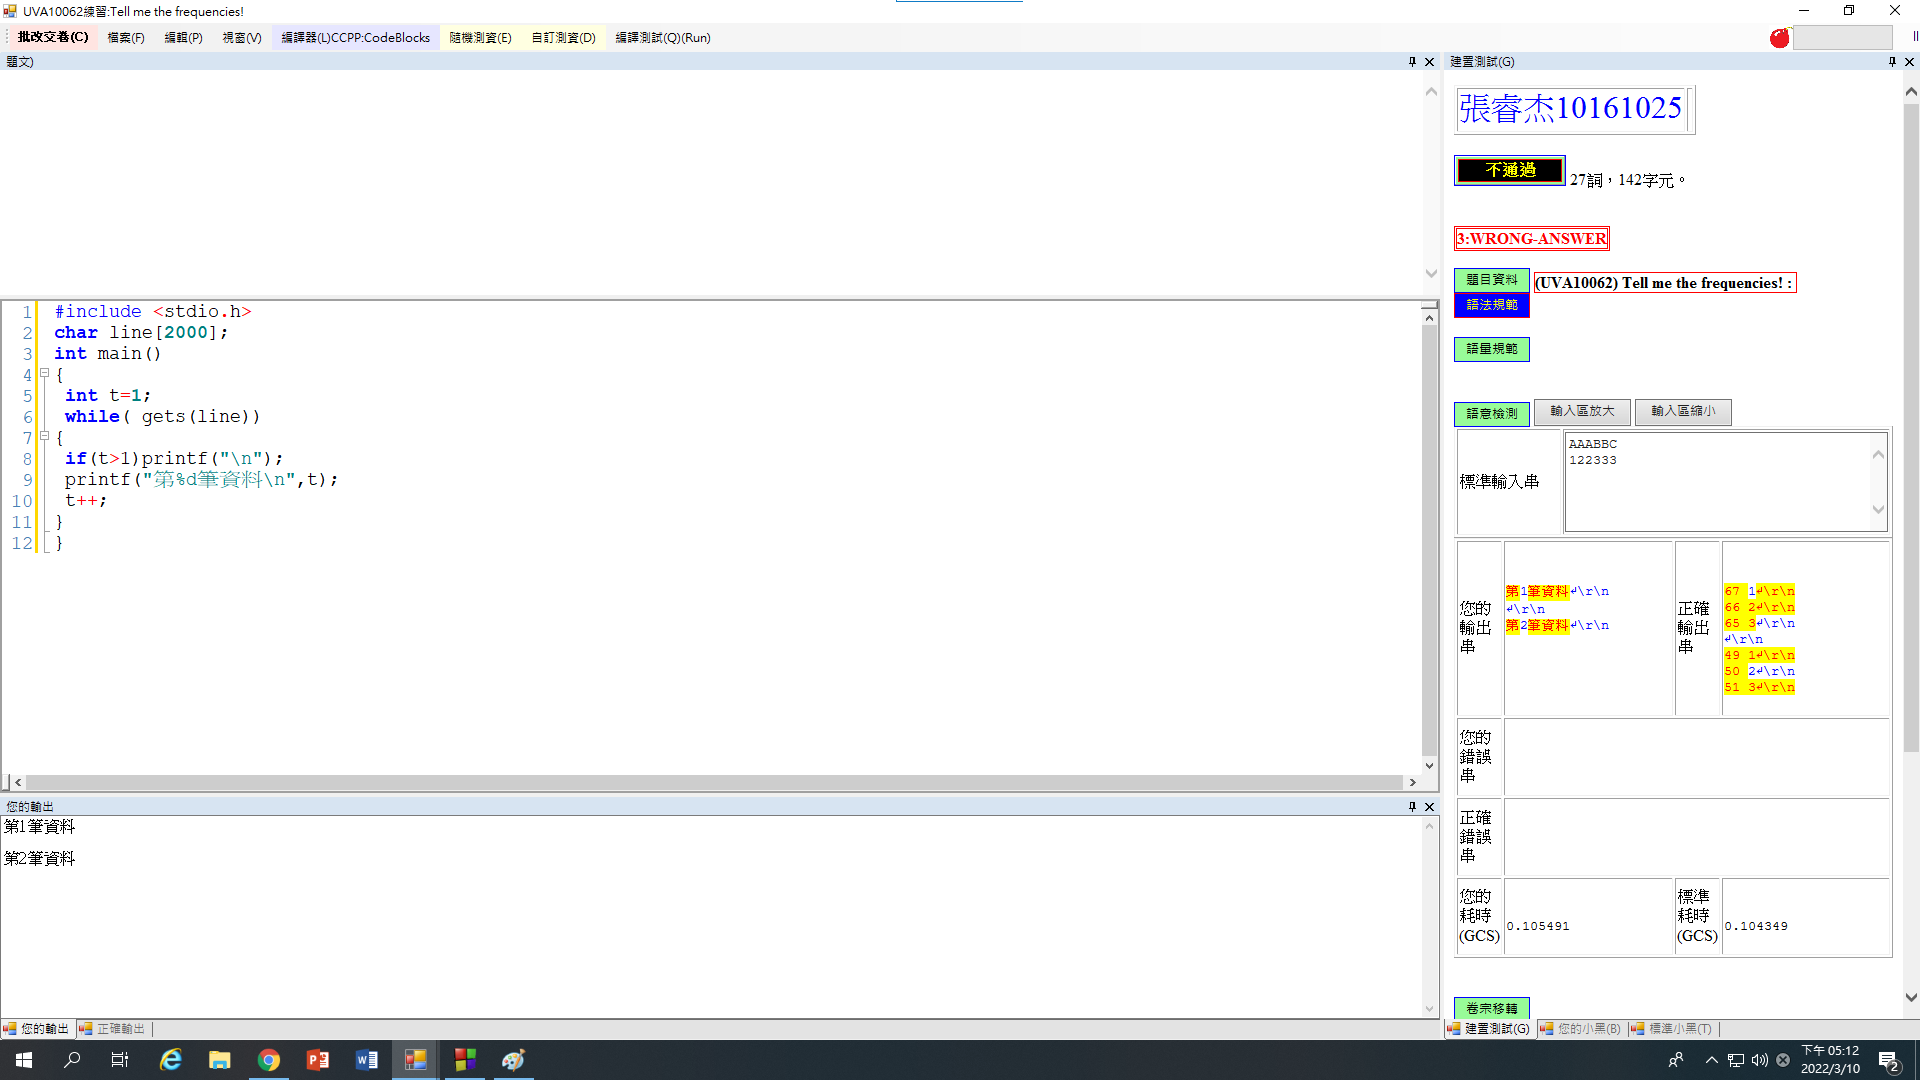 UVA10062練習:Tell me the frequencies!
批改交卷(C) 檔案(F) 編輯(P) 視窗(V) 編譯器(L)CCPP:CodeBlocks 隨機測資(E) 自訂測資(D) 編譯測試(Q)(Run)
題文)
1 #include <stdio.h>
2 char line[2000];
3 int main()
4 {
5 int t=1;
6 while( gets(line))
7 {
8 if(t>1)printf("\n");
9 printf("第%d筆資料\n",t);
10 t++;
11 }
12 }
您的輸出
第1筆資料
第2筆資料
您的輸出 正確輸出
建置測試(G)
張睿杰10161025
不通過 27詞，142字元。
3:WRONG-ANSWER
題目資料 (UVA10062) Tell me the frequencies! :
語法規範
語量規範
語意檢測 輸入區放大 輸入區縮小
標準輸入串
AAABBC
122333
您的輸出串
第1筆資料↲\r\n
↲\r\n
第2筆資料↲\r\n
正確輸出串
67 1↲\r\n
66 2↲\r\n
65 3↲\r\n
↲\r\n
49 1↲\r\n
50 2↲\r\n
51 3↲\r\n
您的錯誤串
正確錯誤串
您的耗時(GCS) 0.105491 標準耗時(GCS) 0.104349
卷宗移轉
建置測試(G) 您的小黑(B) 標準小黑(T)
下午 05:12
2022/3/10
2